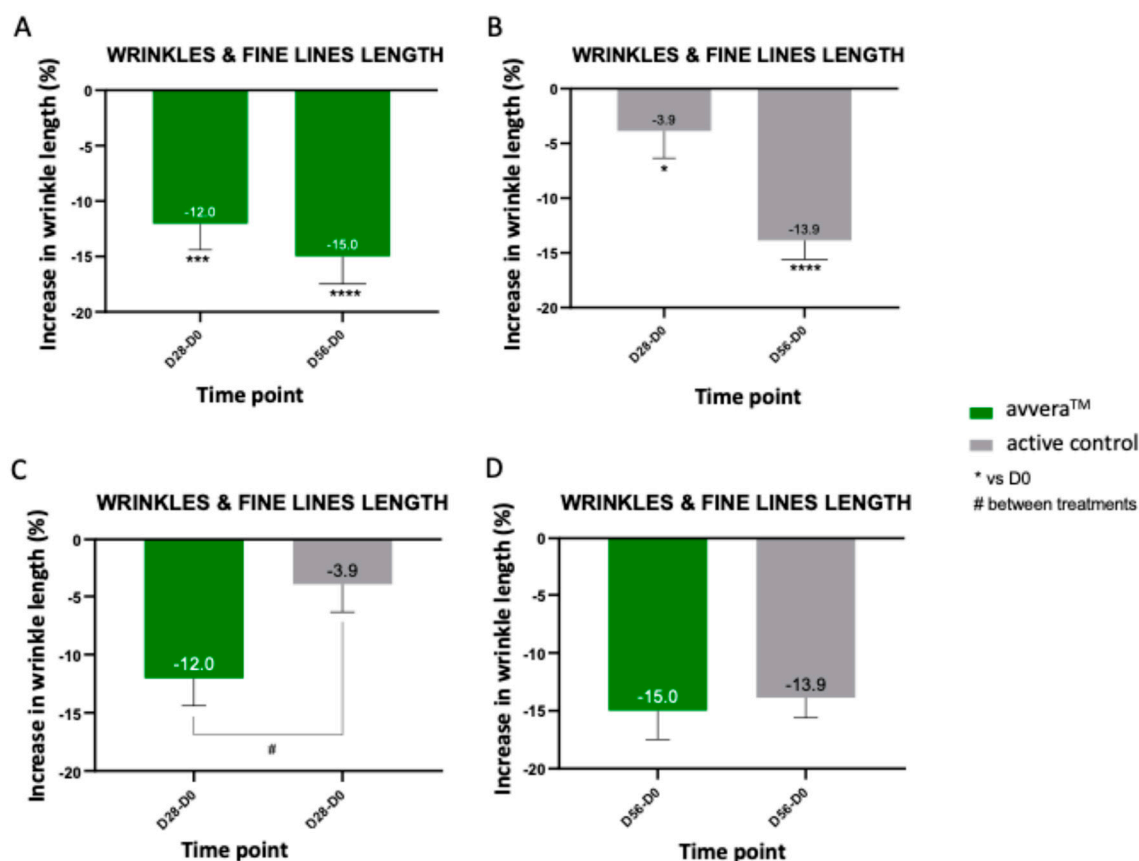 A
WRINKLES & FINE LINES LENGTH
Increase in wrinkle length (%)
0
-5
-10
-15
-20
-12.0
***
-15.0
****
D28-D0
D56-D0
Time point
B
WRINKLES & FINE LINES LENGTH
Increase in wrinkle length (%)
0
-5
-10
-15
-20
-3.9
*
-13.9
****
D28-D0
D56-D0
Time point
avvera™
active control
* vs D0
# between treatments
C
WRINKLES & FINE LINES LENGTH
Increase in wrinkle length (%)
0
-5
-10
-15
-20
-12.0
-3.9
#
D28-D0
D28-D0
Time point
D
WRINKLES & FINE LINES LENGTH
Increase in wrinkle length (%)
0
-5
-10
-15
-20
-15.0
-13.9
D56-D0
D56-D0
Time point